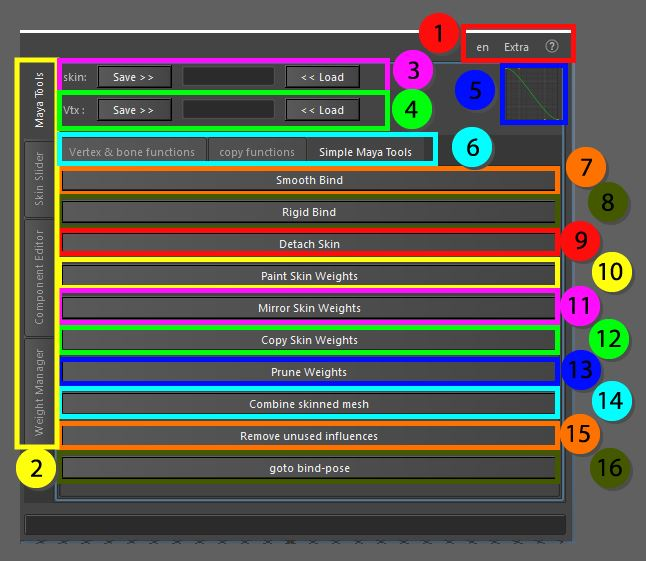 1
en Extra ?
skin: Save >> << Load 3
5
Vtx : Save >> << Load 4
Maya Tools
Skin Slider
Component Editor
Weight Manager
2
Vertex & bone functions copy functions Simple Maya Tools 6
Smooth Bind 7
Rigid Bind 8
Detach Skin 9
Paint Skin Weights 10
Mirror Skin Weights 11
Copy Skin Weights 12
Prune Weights 13
Combine skinned mesh 14
Remove unused influences 15
goto bind-pose 16